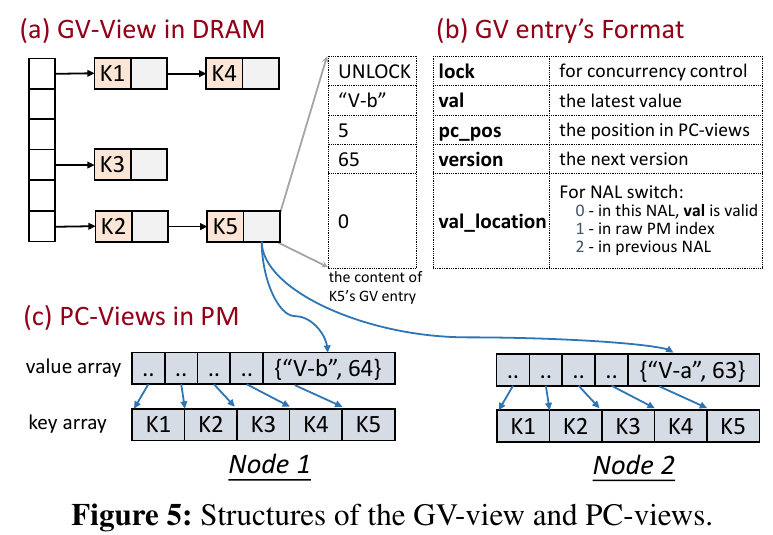 (a) GV-View in DRAM
K1
K4
K3
K2
K5
UNLOCK
“V-b”
5
65
0
the content of
K5’s GV entry
(b) GV entry’s Format
lock for concurrency control
val the latest value
pc_pos the position in PC-views
version the next version
val_location For NAL switch:
0 - in this NAL, val is valid
1 - in raw PM index
2 - in previous NAL
(c) PC-Views in PM
value array .. .. .. .. {“V-b”, 64}
key array K1 K2 K3 K4 K5
Node 1
.. .. .. .. {“V-a”, 63}
K1 K2 K3 K4 K5
Node 2
Figure 5: Structures of the GV-view and PC-views.